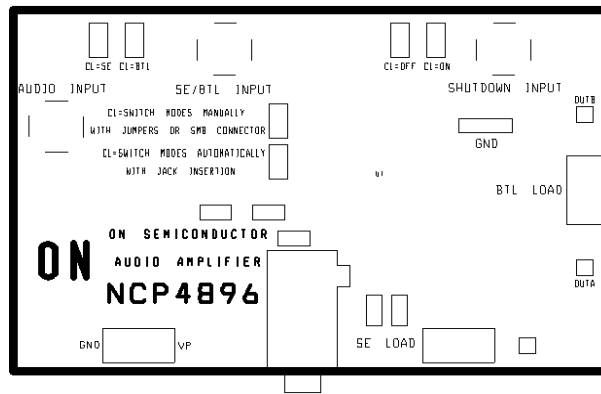 CL=SE CL=BTL
CL=OFF CL=ON
AUDIO INPUT
SE/BTL INPUT
SHUTDOWN INPUT
OUTB
CL=SWITCH MODES MANUALLY
WITH JUMPERS OR SMB CONNECTOR
GND
CL=SWITCH MODES AUTOMATICALLY
WITH JACK INSERTION
U1
BTL LOAD
ON SEMICONDUCTOR
ON
AUDIO AMPLIFIER
NCP4896
OUTA
GND
VP
SE LOAD